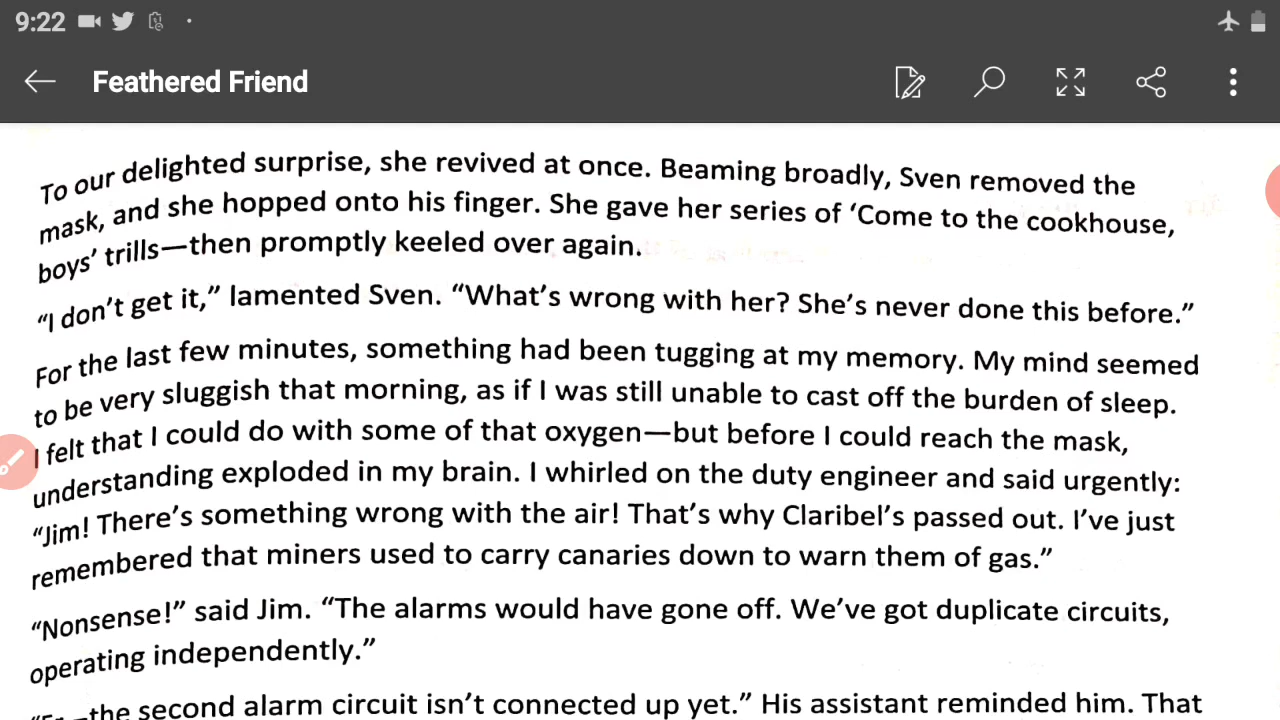 9:22
Feathered Friend
To our delighted surprise, she revived at once. Beaming broadly, Sven removed the
mask, and she hopped onto his finger. She gave her series of ‘Come to the cookhouse,
boys’ trills—then promptly keeled over again.
“I don’t get it,” lamented Sven. “What’s wrong with her? She’s never done this before.”
For the last few minutes, something had been tugging at my memory. My mind seemed
to be very sluggish that morning, as if I was still unable to cast off the burden of sleep.
I felt that I could do with some of that oxygen—but before I could reach the mask,
understanding exploded in my brain. I whirled on the duty engineer and said urgently:
“Jim! There’s something wrong with the air! That’s why Claribel’s passed out. I’ve just
remembered that miners used to carry canaries down to warn them of gas.”
“Nonsense!” said Jim. “The alarms would have gone off. We’ve got duplicate circuits,
operating independently.”
—the second alarm circuit isn’t connected up yet.” His assistant reminded him. That